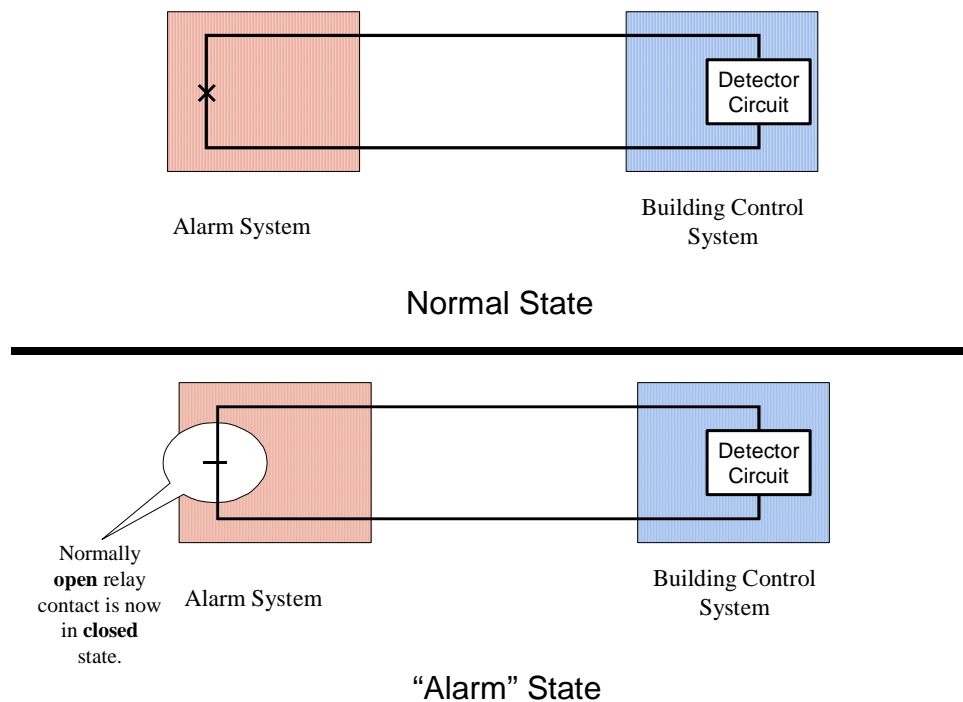 Detector
Circuit
Alarm System
Building Control
System
Normal State
Detector
Circuit
Normally
open relay
contact is now
in closed
state.
Alarm System
Building Control
System
“Alarm” State